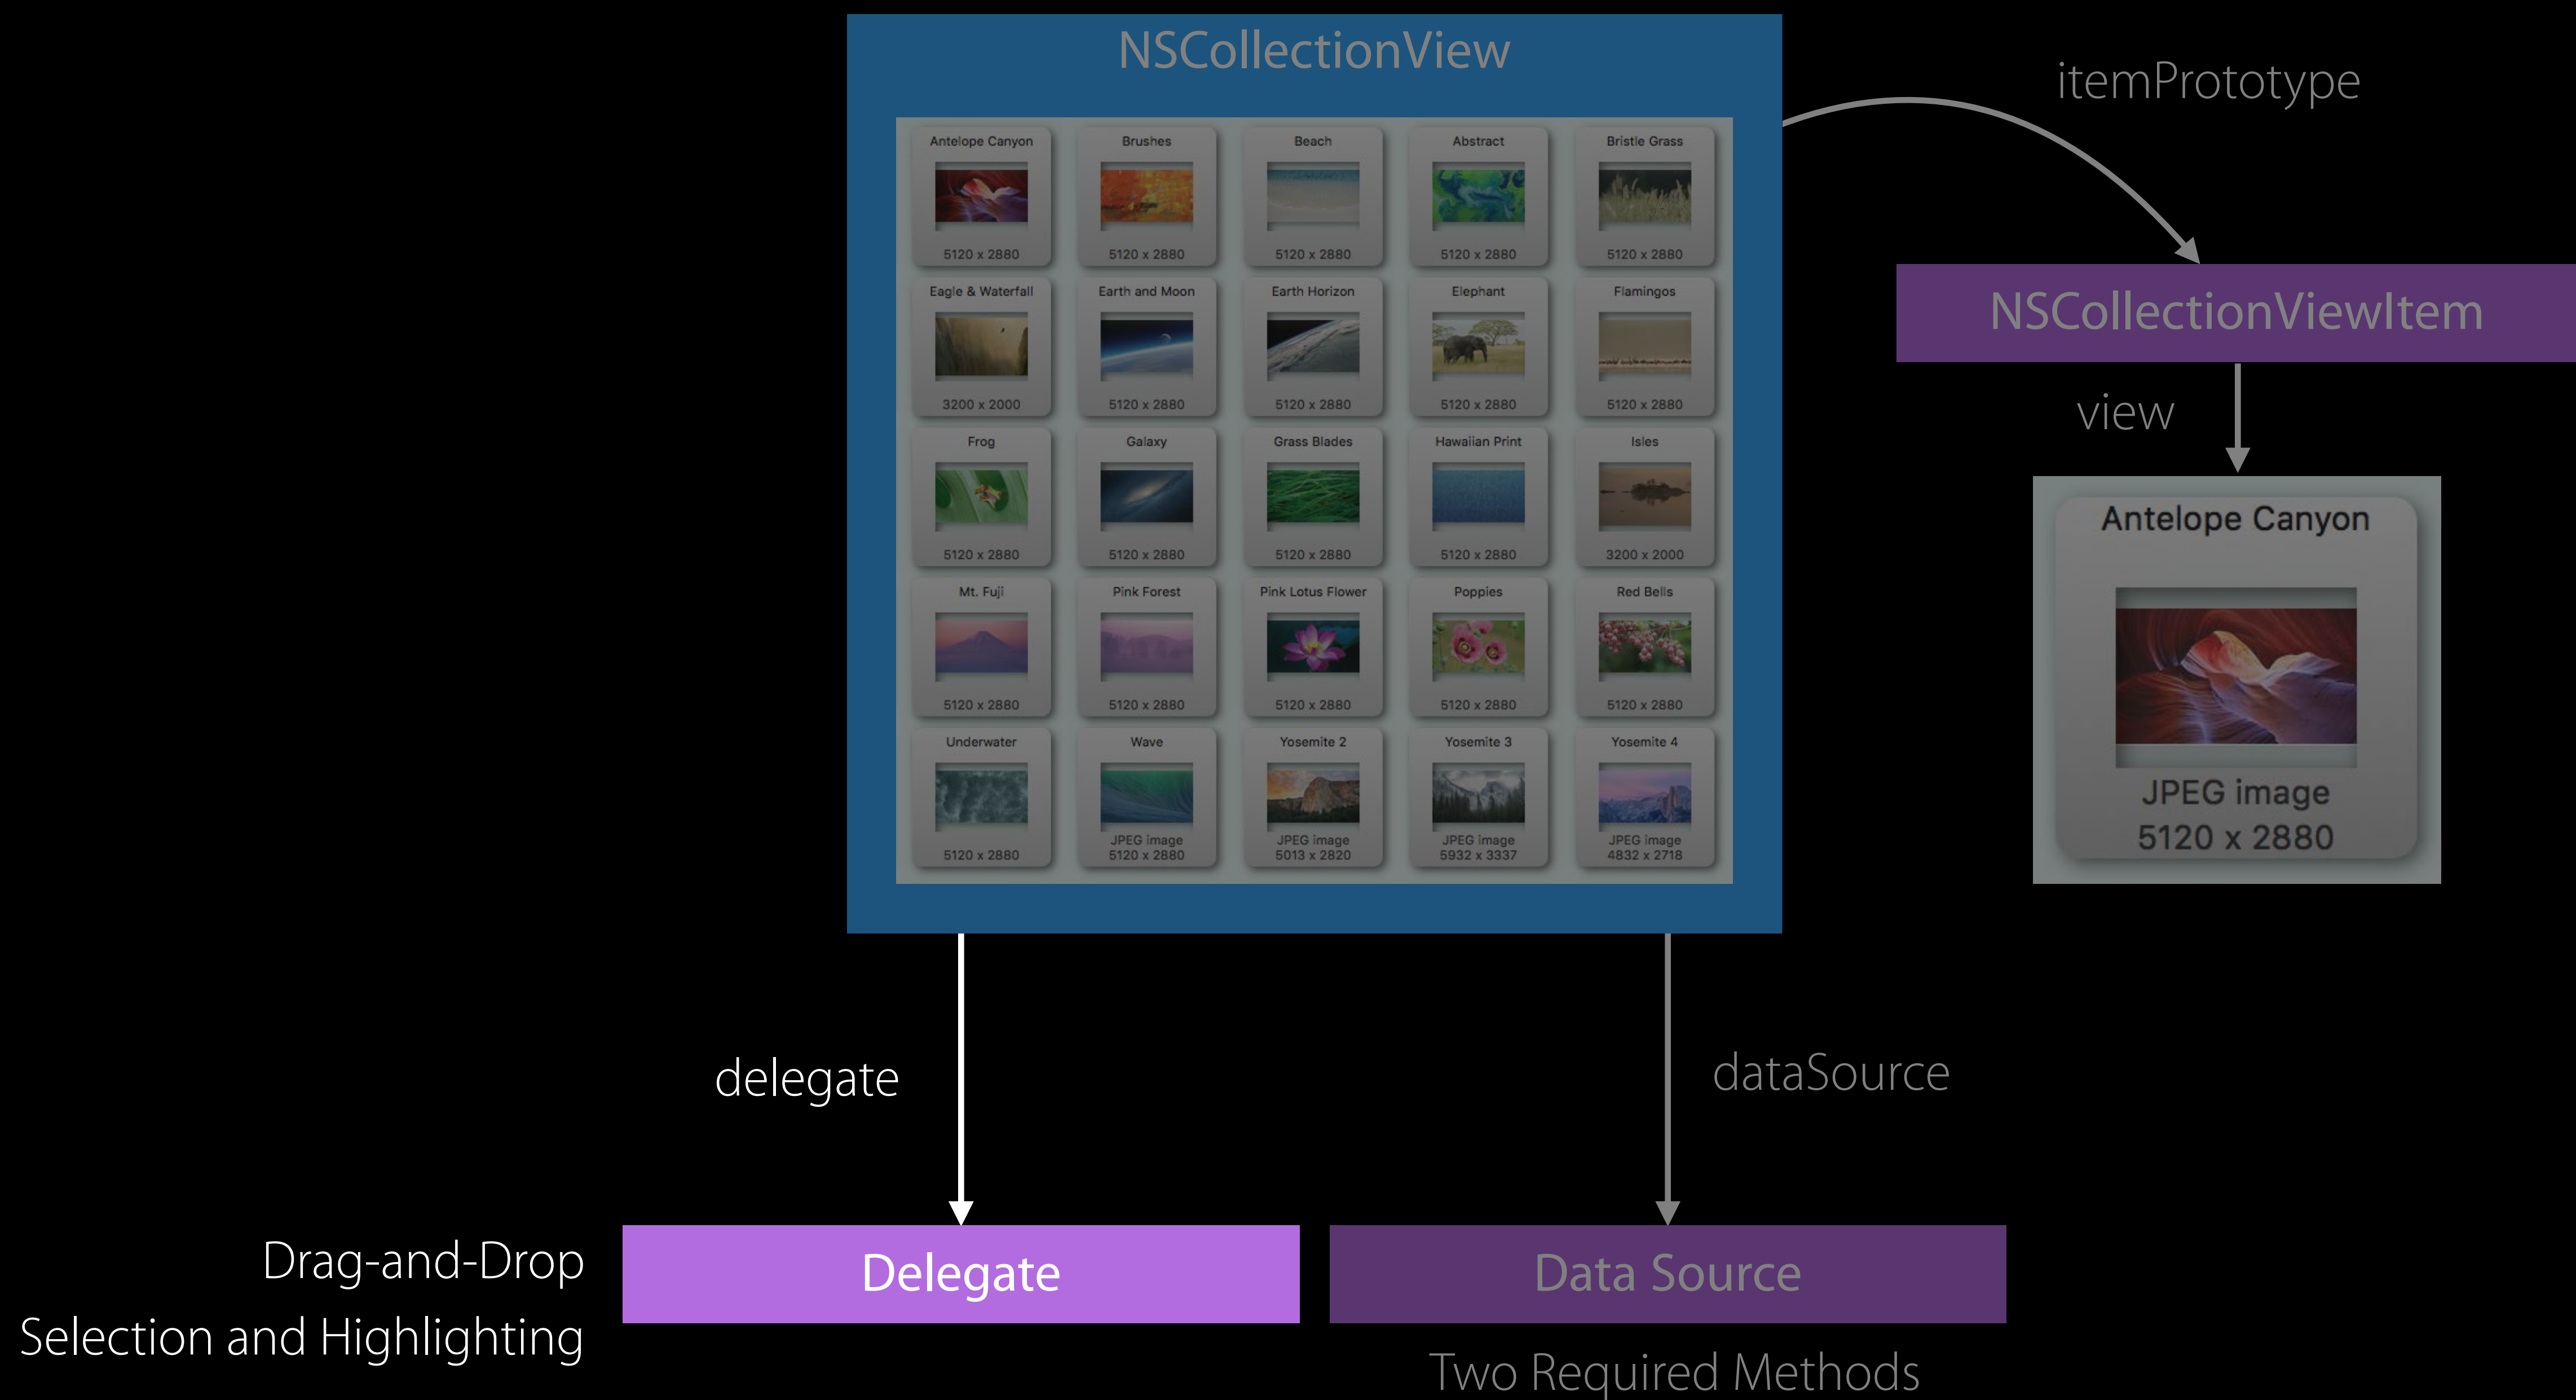 NSCollectionView
Antelope Canyon
5120 x 2880
Brushes
5120 x 2880
Beach
5120 x 2880
Abstract
5120 x 2880
Bristle Grass
5120 x 2880
Eagle & Waterfall
3200 x 2000
Earth and Moon
5120 x 2880
Earth Horizon
5120 x 2880
Elephant
5120 x 2880
Flamingos
5120 x 2880
Frog
5120 x 2880
Galaxy
5120 x 2880
Grass Blades
5120 x 2880
Hawaiian Print
5120 x 2880
Isles
3200 x 2000
Mt. Fuji
5120 x 2880
Pink Forest
5120 x 2880
Pink Lotus Flower
5120 x 2880
Poppies
5120 x 2880
Red Bells
5120 x 2880
Underwater
5120 x 2880
Wave
JPEG image
5120 x 2880
Yosemite 2
JPEG image
5013 x 2820
Yosemite 3
JPEG image
5932 x 3337
Yosemite 4
JPEG image
4832 x 2718
itemPrototype
NSCollectionViewItem
view
Antelope Canyon
JPEG image
5120 x 2880
delegate
dataSource
Drag-and-Drop
Selection and Highlighting
Delegate
Data Source
Two Required Methods